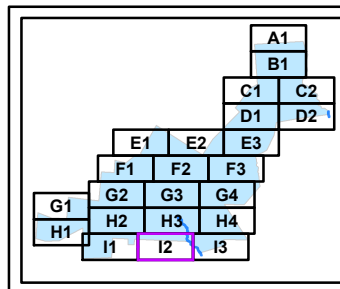 A1
B1
C1 C2
D1 D2
E1 E2 E3
F1 F2 F3
G1 G2 G3 G4
H1 H2 H3 H4
I1 I2 I3